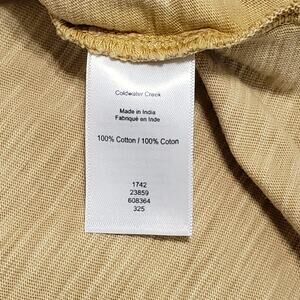 Coldwater Creek
Made in India
Fabriqué en Inde
100% Cotton / 100% Coton
1742
23859
608364
325